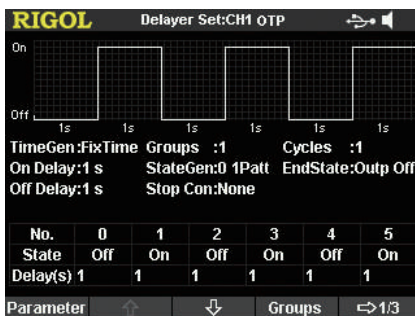 RIGOL Delayer Set:CH1 OTP
On
Off
1s 1s 1s 1s 1s 1s
TimeGen:FixTime Groups :1 Cycles :1
On Delay:1 s StateGen:0 1Patt EndState:Outp Off
Off Delay:1 s Stop Con:None
No. 0 1 2 3 4 5
State Off On Off On Off On
Delay(s) 1 1 1 1 1 1
Parameter Groups 1/3